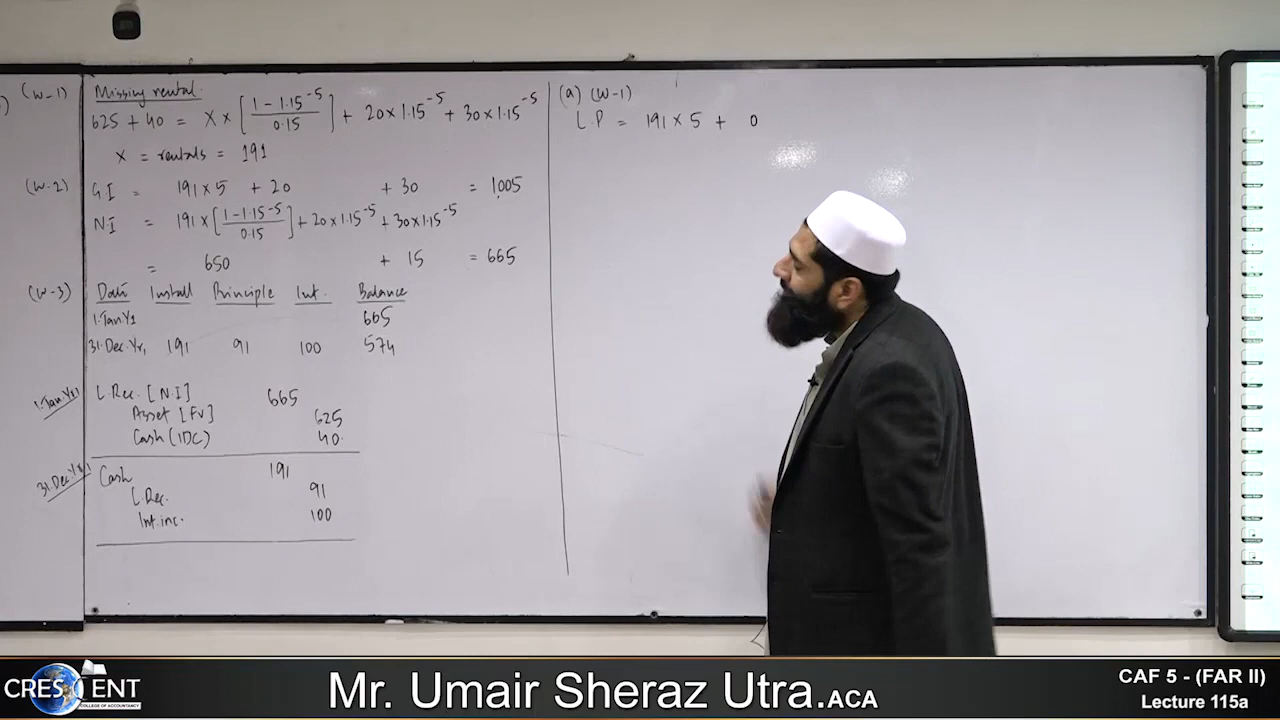 (W-1) Missing rental.
625 + 40 = X × [1 - 1.15^-5 / 0.15] + 20 × 1.15^-5 + 30 × 1.15^-5
X = rentals = 191
(W-2) G I = 191 × 5 + 20 + 30 = 1005
N.I = 191 × [1 - 1.15^-5 / 0.15] + 20 × 1.15^-5 + 30 × 1.15^-5
= 650 + 15 = 665
(W-3) Date Install Principle Int. Balance
1.Jan.Y1 665
31.Dec.Y1, 191 91 100 574
1.Jan.Y1 L.Rec. [N.I] 665
Asset [FV] 625
Cash (IDC) 40.
31.Dec.Y1 Cash 191
L.Rec. 91
Int.inc. 100
(a) (W-1)
L.P = 191 × 5 + 0
CRESCENT
COLLEGE OF ACCOUNTANCY
Mr. Umair Sheraz Utra.ACA
CAF 5 - (FAR II)
Lecture 115a